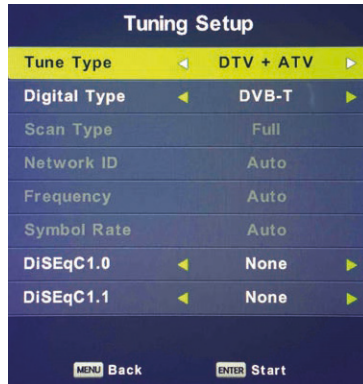 Tuning Setup
Tune Type DTV + ATV
Digital Type DVB-T
Scan Type Full
Network ID Auto
Frequency Auto
Symbol Rate Auto
DiSEqC1.0 None
DiSEqC1.1 None
MENU Back ENTER Start